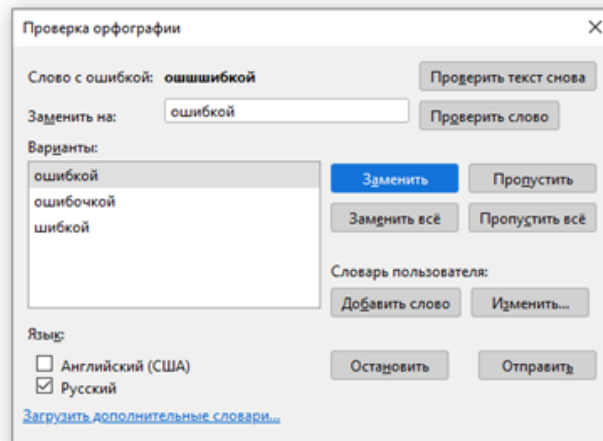 Проверка орфографии
Слово с ошибкой: ошшшибкой
Проверить текст снова
Заменить на: ошибкой
Проверить слово
Варианты:
ошибкой
ошибочкой
шибкой
Заменить
Пропустить
Заменить всё
Пропустить всё
Словарь пользователя:
Добавить слово
Изменить...
Язык:
Английский (США)
Русский
Остановить
Отправить
Загрузить дополнительные словари...